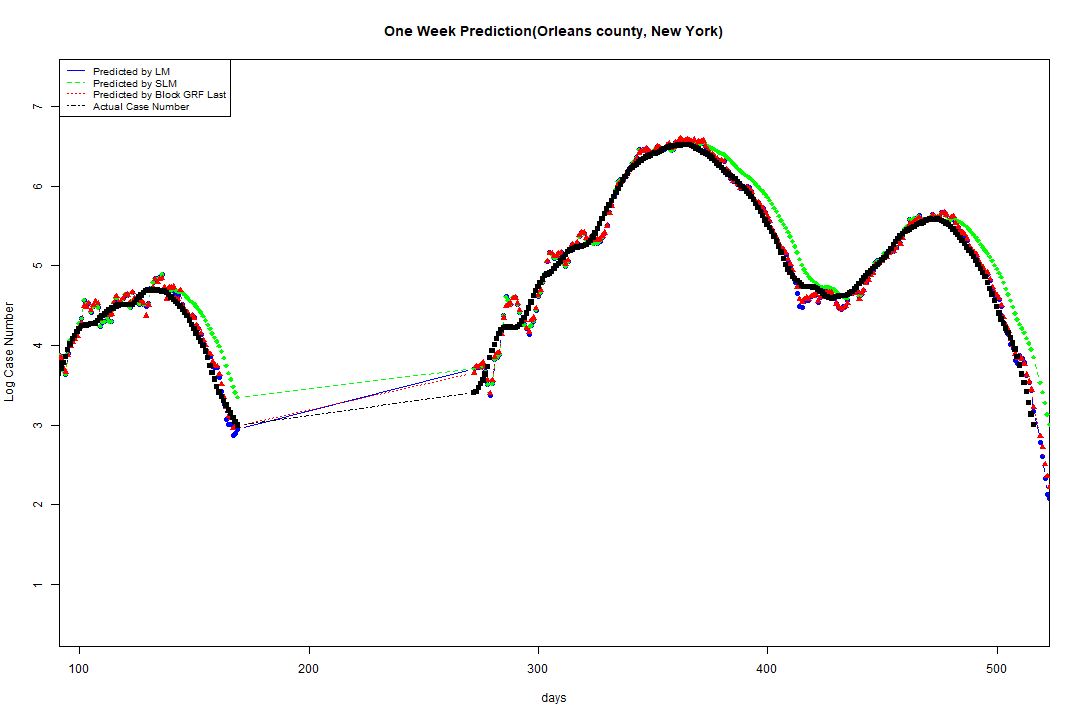 One Week Prediction(Orleans county, New York)
Predicted by LM
Predicted by SLM
Predicted by Block GRF Last
Actual Case Number
7
6
5
4
3
2
1
Log Case Number
100 200 300 400 500
days